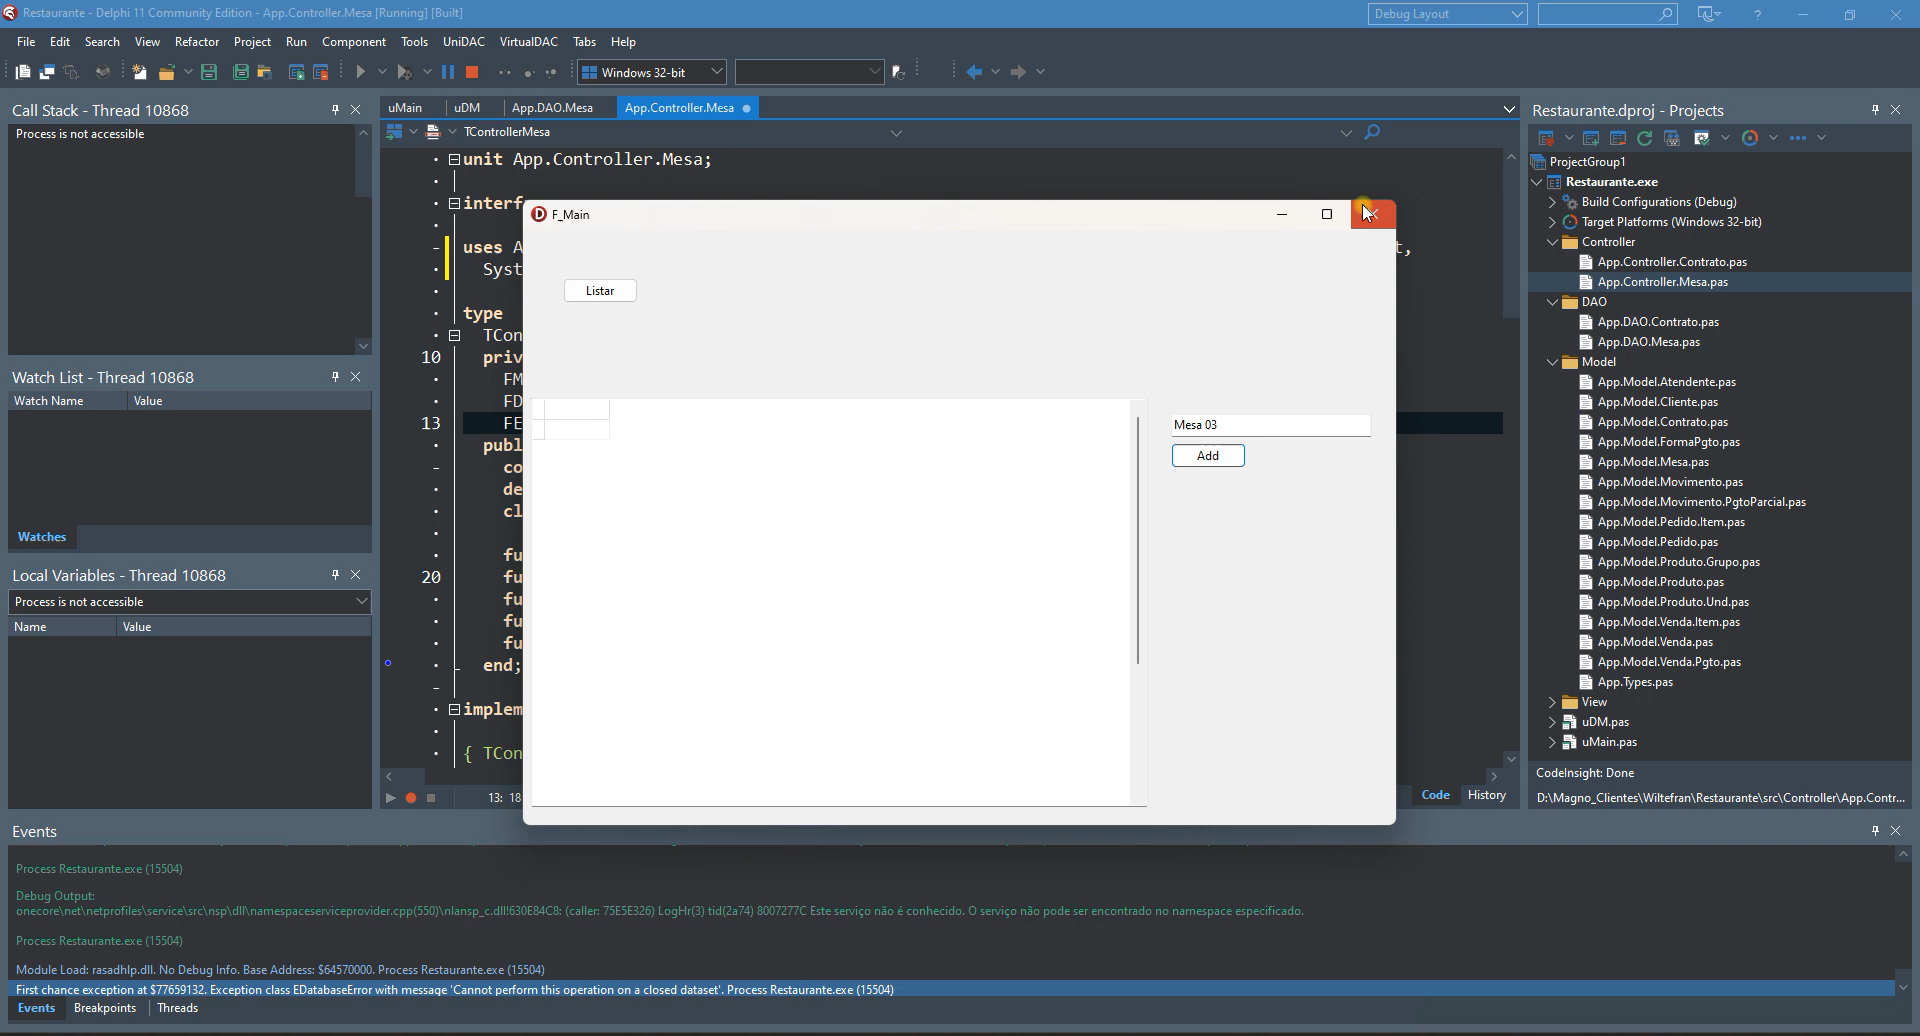 Restaurante - Delphi 11 Community Edition - App.Controller.Mesa [Running] [Built]
Debug Layout
File Edit Search View Refactor Project Run Component Tools UniDAC VirtualDAC Tabs Help
Windows 32-bit
Call Stack - Thread 10868
Process is not accessible
Watch List - Thread 10868
Watch Name Value
Watches
Local Variables - Thread 10868
Process is not accessible
Name Value
uMain uDM App.DAO.Mesa App.Controller.Mesa
TControllerMesa
unit App.Controller.Mesa;
interf
uses A t,
Syst
type
TCon
10 priv
FM
FD
13 FE
publ
co
de
cl
fu
20 fu
fu
fu
fu
end;
implem
{ TCon
13: 18
Code History
F_Main
Listar
Mesa 03
Add
Restaurante.dproj - Projects
ProjectGroup1
Restaurante.exe
Build Configurations (Debug)
Target Platforms (Windows 32-bit)
Controller
App.Controller.Contrato.pas
App.Controller.Mesa.pas
DAO
App.DAO.Contrato.pas
App.DAO.Mesa.pas
Model
App.Model.Atendente.pas
App.Model.Cliente.pas
App.Model.Contrato.pas
App.Model.FormaPgto.pas
App.Model.Mesa.pas
App.Model.Movimento.pas
App.Model.Movimento.PgtoParcial.pas
App.Model.Pedido.Item.pas
App.Model.Pedido.pas
App.Model.Produto.Grupo.pas
App.Model.Produto.pas
App.Model.Produto.Und.pas
App.Model.Venda.Item.pas
App.Model.Venda.pas
App.Model.Venda.Pgto.pas
App.Types.pas
View
uDM.pas
uMain.pas
CodeInsight: Done
D:\Magno_Clientes\Wiltefran\Restaurante\src\Controller\App.Contr...
Events
Process Restaurante.exe (15504)
Debug Output:
onecore\net\netprofiles\service\src\nsp\dll\namespaceserviceprovider.cpp(550)\nlansp_c.dll!630E84C8: (caller: 75E5E326) LogHr(3) tid(2a74) 8007277C Este serviço não é conhecido. O serviço não pode ser encontrado no namespace especificado.
Process Restaurante.exe (15504)
Module Load: rasadhlp.dll. No Debug Info. Base Address: $64570000. Process Restaurante.exe (15504)
First chance exception at $77659132. Exception class EDatabaseError with message 'Cannot perform this operation on a closed dataset'. Process Restaurante.exe (15504)
Events Breakpoints Threads